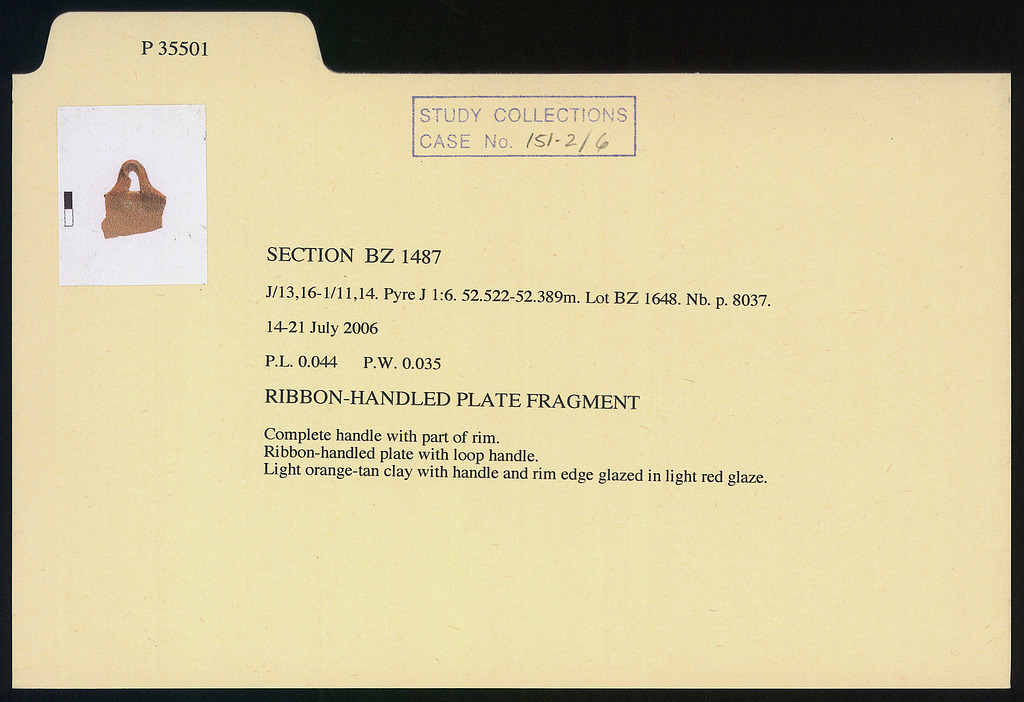 P 35501
STUDY COLLECTIONS
CASE No. 151-2/6
SECTION BZ 1487
J/13,16-1/11,14. Pyre J 1:6. 52.522-52.389m. Lot BZ 1648. Nb. p. 8037.
14-21 July 2006
P.L. 0.044 P.W. 0.035
RIBBON-HANDLED PLATE FRAGMENT
Complete handle with part of rim.
Ribbon-handled plate with loop handle.
Light orange-tan clay with handle and rim edge glazed in light red glaze.